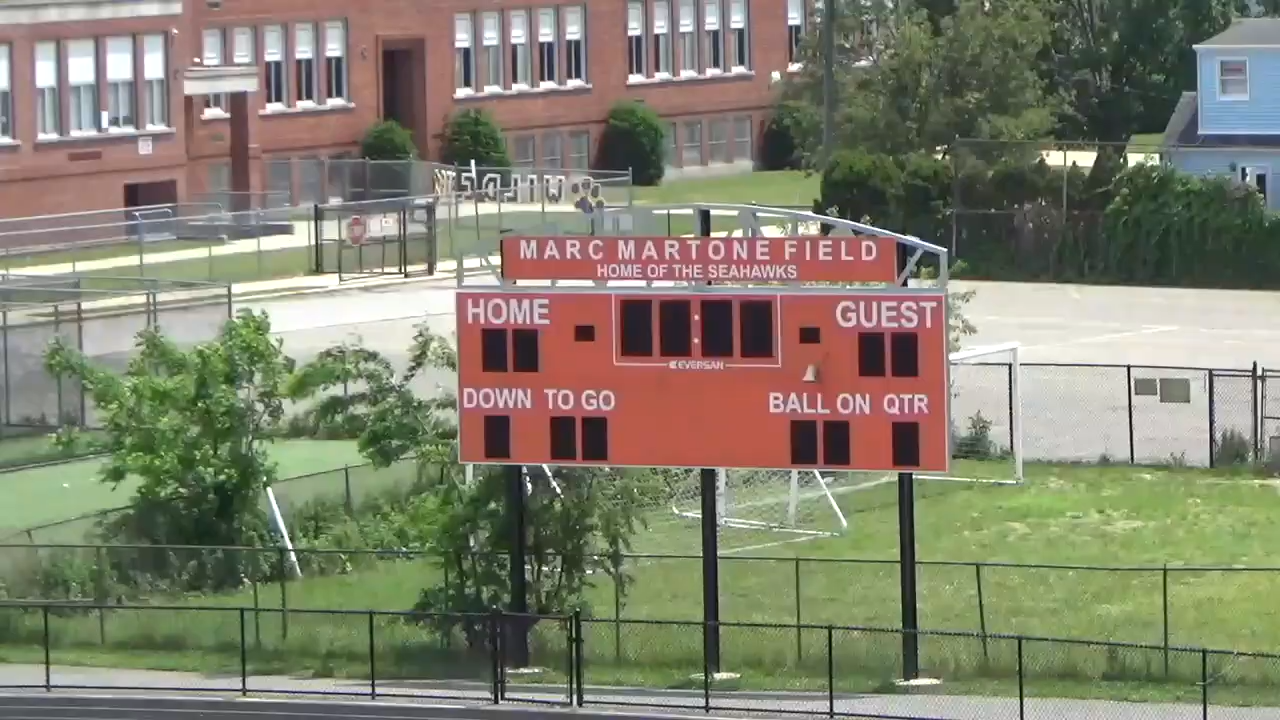 MARC MARTONE FIELD
HOME OF THE SEAHAWKS
HOME GUEST
EVERSAN
DOWN TO GO BALL ON QTR